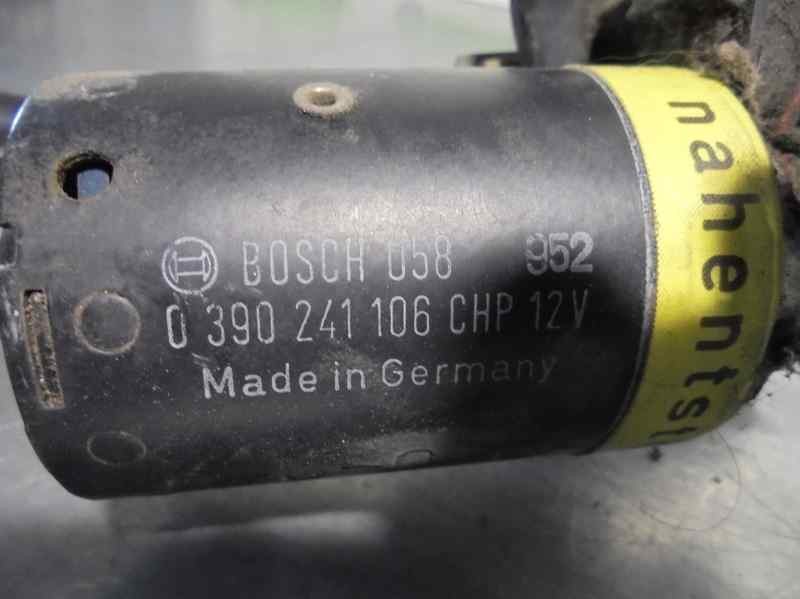 BOSCH 058 952
0 390 241 106 CHP 12V
Made in Germany
nahents